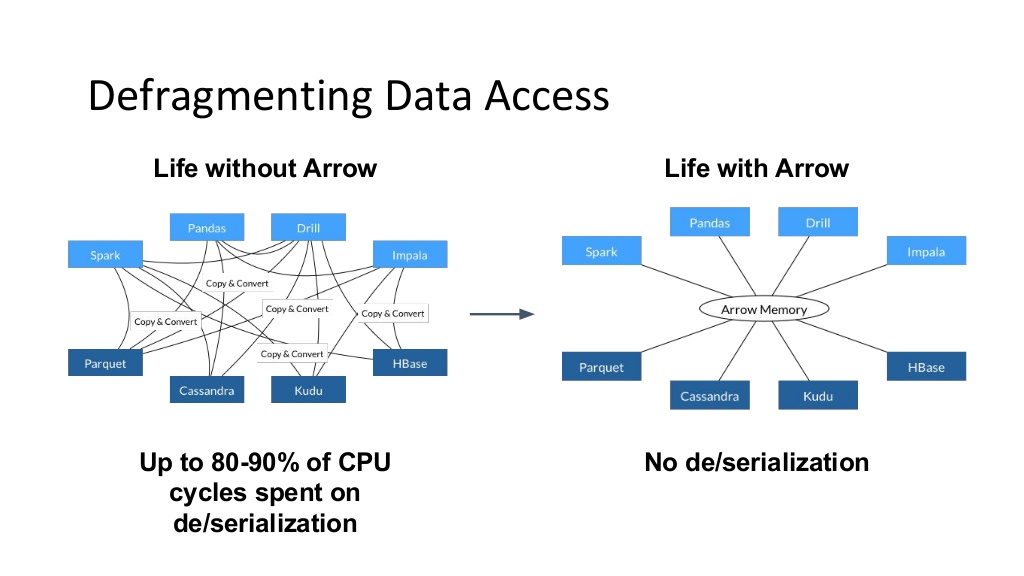 Defragmenting Data Access
Life without Arrow
Pandas
Drill
Spark
Impala
Copy & Convert
Copy & Convert
Copy & Convert
Copy & Convert
Copy & Convert
Parquet
HBase
Cassandra
Kudu
Up to 80-90% of CPU
cycles spent on
de/serialization
Life with Arrow
Pandas
Drill
Spark
Impala
Arrow Memory
Parquet
HBase
Cassandra
Kudu
No de/serialization